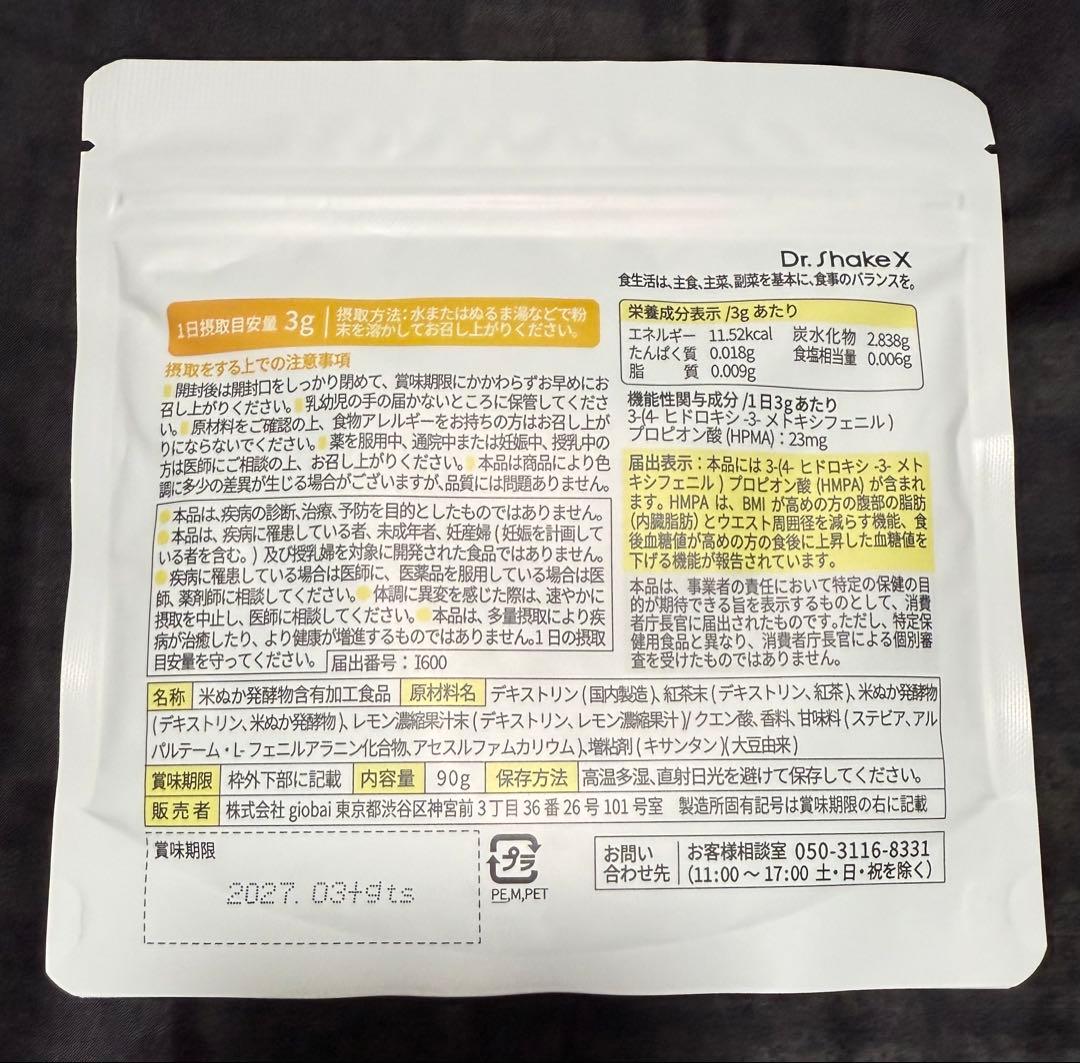 Dr. Shake X
食生活は、主食、主菜、副菜を基本に、食事のバランスを。
1日摂取目安量 3g
摂取方法：水またはぬるま湯などで粉
末を溶かしてお召し上がりください。
摂取をする上での注意事項
開封後は開封口をしっかり閉めて、賞味期限にかかわらずお早めにお
召し上がりください。 乳幼児の手の届かないところに保管してくださ
い。 原材料をご確認の上、食物アレルギーをお持ちの方はお召し上が
りにならないでください。 薬を服用中、通院中または妊娠中、授乳中の
方は医師にご相談の上、お召し上がりください。 本品は商品により色
調に多少の差異が生じる場合がございますが、品質には問題ありません。
● 本品は、疾病の診断、治療、予防を目的としたものではありません。
● 本品は、疾病に罹患している者、未成年者、妊産婦 ( 妊娠を計画して
いる者を含む。) 及び授乳婦を対象に開発された食品ではありません。
● 疾病に罹患している場合は医師に、医薬品を服用している場合は医
師、薬剤師に相談してください。● 体調に異変を感じた際は、速やかに
摂取を中止し、医師に相談してください。● 本品は、多量摂取により疾
病が治癒したり、より健康が増進するものではありません。1 日の摂取
目安量を守ってください。
届出番号：I600
栄養成分表示 /3g あたり
エネルギー 11.52kcal 炭水化物 2.838g
たんぱく質 0.018g 食塩相当量 0.006g
脂 質 0.009g
機能性関与成分 /1日3gあたり
3-(4- ヒドロキシ -3- メトキシフェニル )
プロピオン酸 (HPMA)：23mg
届出表示：本品には 3-(4- ヒドロキシ -3- メト
キシフェニル ) プロピオン酸 (HMPA) が含まれ
ます。HMPA は、BMI が高めの方の腹部の脂肪
（内臓脂肪）とウエスト周囲径を減らす機能、食
後血糖値が高めの方の食後に上昇した血糖値を
下げる機能が報告されています。
本品は、事業者の責任において特定の保健の目
的が期待できる旨を表示するものとして、消費
者庁長官に届出されたものです。ただし、特定保
健用食品と異なり、消費者庁長官による個別審
査を受けたものではありません。
名称 米ぬか発酵物含有加工食品 原材料名 デキストリン ( 国内製造 )、紅茶末 ( デキストリン、紅茶 )、米ぬか発酵物
( デキストリン、米ぬか発酵物 )、レモン濃縮果汁末 ( デキストリン、レモン濃縮果汁 )/ クエン酸、香料、甘味料 ( ステビア、アル
パルテーム・L- フェニルアラニン化合物、アセスルファムカリウム )、増粘剤 ( キサンタン )( 大豆由来 )
賞味期限 枠外下部に記載 内容量 90g 保存方法 高温多湿、直射日光を避けて保存してください。
販売者 株式会社 giobai 東京都渋谷区神宮前 3 丁目 36 番 26 号 101 号室 製造所固有記号は賞味期限の右に記載
賞味期限
2027. 03+gts
プラ
PE,M,PET
お問い
合わせ先
お客様相談室 050-3116-8331
（11:00 ～ 17:00 土・日・祝を除く）